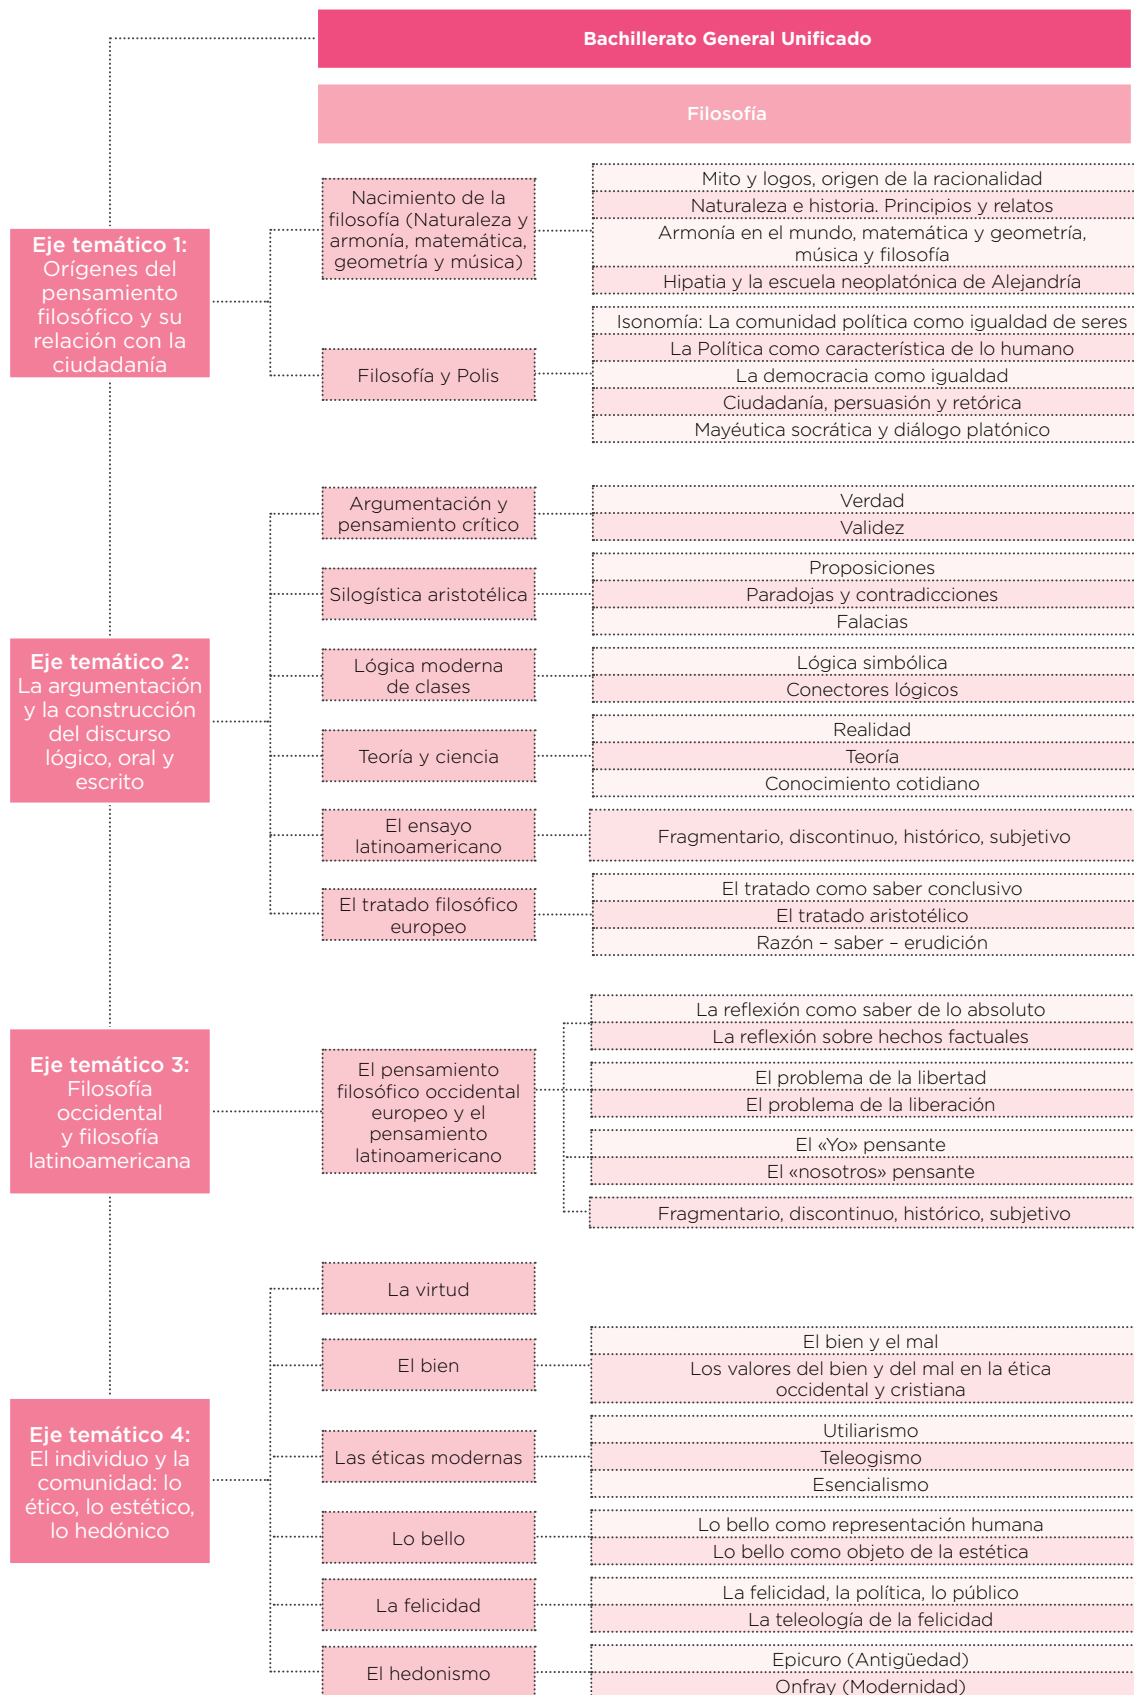 Bachillerato General Unificado
Filosofía
Eje temático 1:
Orígenes del
pensamiento
filosófico y su
relación con la
ciudadanía
Nacimiento de la
filosofía (Naturaleza y
armonía, matemática,
geometría y música)
Mito y logos, origen de la racionalidad
Naturaleza e historia. Principios y relatos
Armonía en el mundo, matemática y geometría,
música y filosofía
Hipatia y la escuela neoplatónica de Alejandría
Filosofía y Polis
Isonomía: La comunidad política como igualdad de seres
La Política como característica de lo humano
La democracia como igualdad
Ciudadanía, persuasión y retórica
Mayéutica socrática y diálogo platónico
Eje temático 2:
La argumentación
y la construcción
del discurso
lógico, oral y
escrito
Argumentación y
pensamiento crítico
Verdad
Validez
Silogística aristotélica
Proposiciones
Paradojas y contradicciones
Falacias
Lógica moderna
de clases
Lógica simbólica
Conectores lógicos
Teoría y ciencia
Realidad
Teoría
Conocimiento cotidiano
El ensayo
latinoamericano
Fragmentario, discontinuo, histórico, subjetivo
El tratado filosófico
europeo
El tratado como saber conclusivo
El tratado aristotélico
Razón – saber – erudición
Eje temático 3:
Filosofía
occidental
y filosofía
latinoamericana
El pensamiento
filosófico occidental
europeo y el
pensamiento
latinoamericano
La reflexión como saber de lo absoluto
La reflexión sobre hechos factuales
El problema de la libertad
El problema de la liberación
El «Yo» pensante
El «nosotros» pensante
Fragmentario, discontinuo, histórico, subjetivo
Eje temático 4:
El individuo y la
comunidad: lo
ético, lo estético,
lo hedónico
La virtud
El bien
El bien y el mal
Los valores del bien y del mal en la ética
occidental y cristiana
Las éticas modernas
Utiliarismo
Teleogismo
Esencialismo
Lo bello
Lo bello como representación humana
Lo bello como objeto de la estética
La felicidad
La felicidad, la política, lo público
La teleología de la felicidad
El hedonismo
Epicuro (Antigüedad)
Onfray (Modernidad)